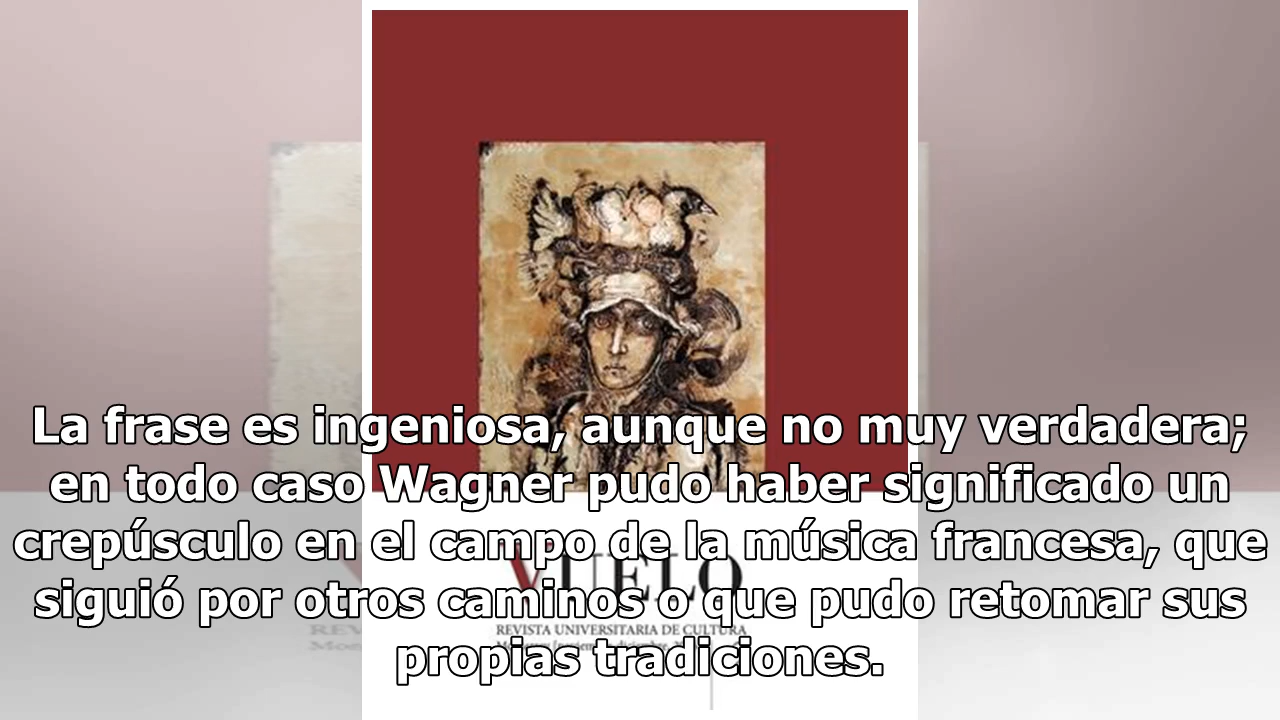 La frase es ingeniosa, aunque no muy verdadera;
en todo caso Wagner pudo haber significado un
crepúsculo en el campo de la música francesa, que
siguió por otros caminos o que pudo retomar sus
propias tradiciones.
VUELO
REVISTA UNIVERSITARIA DE CULTURA